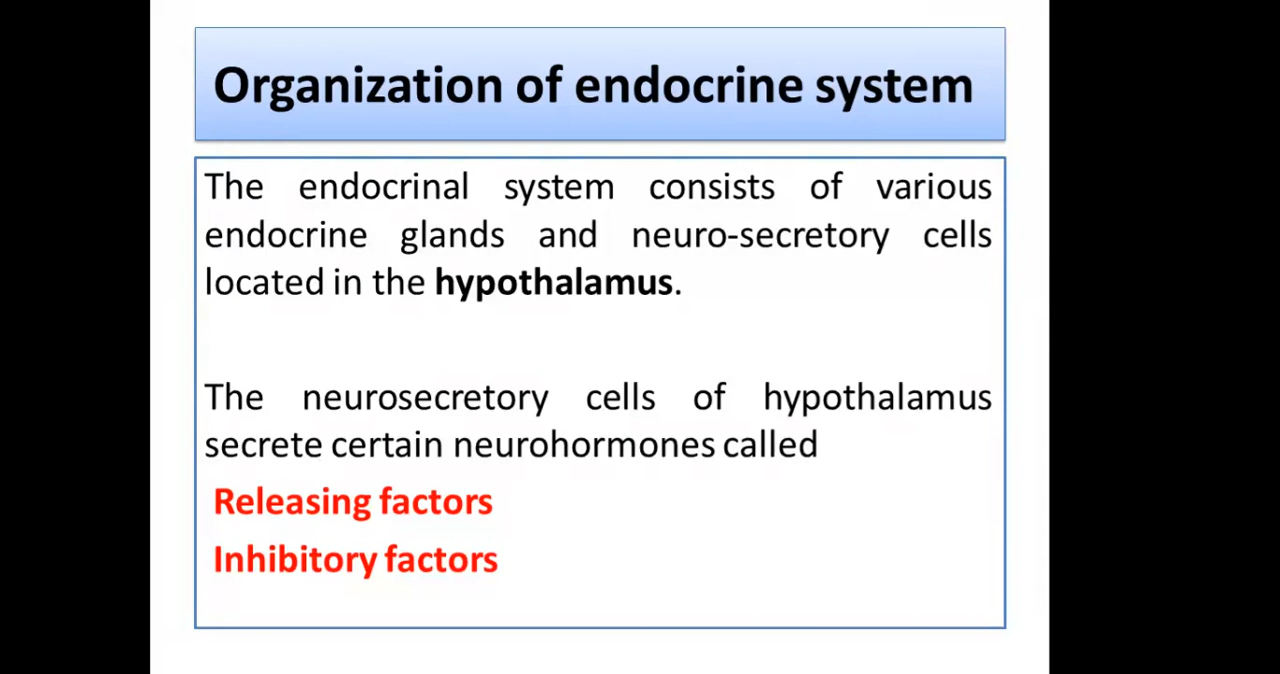 Organization of endocrine system
The endocrinal system consists of various
endocrine glands and neuro-secretory cells
located in the hypothalamus.
The neurosecretory cells of hypothalamus
secrete certain neurohormones called
Releasing factors
Inhibitory factors